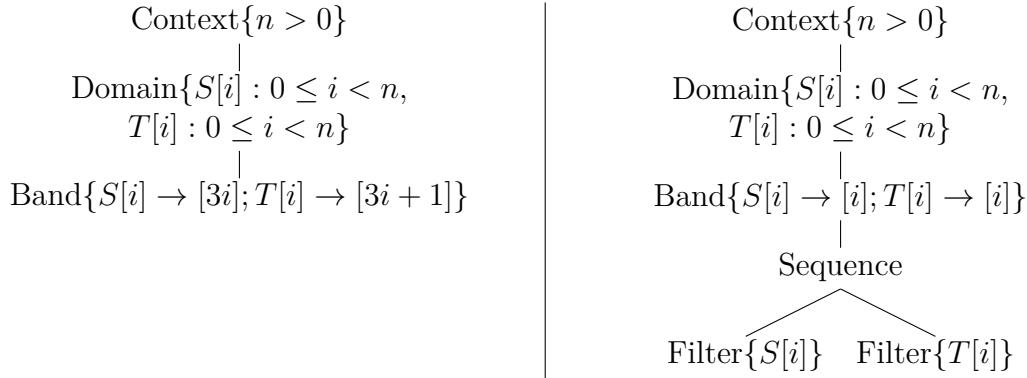 Context{n > 0}
Domain{S[i] : 0 ≤ i < n,
T[i] : 0 ≤ i < n}
Band{S[i] → [3i]; T[i] → [3i + 1]}
Context{n > 0}
Domain{S[i] : 0 ≤ i < n,
T[i] : 0 ≤ i < n}
Band{S[i] → [i]; T[i] → [i]}
Sequence
Filter{S[i]} Filter{T[i]}